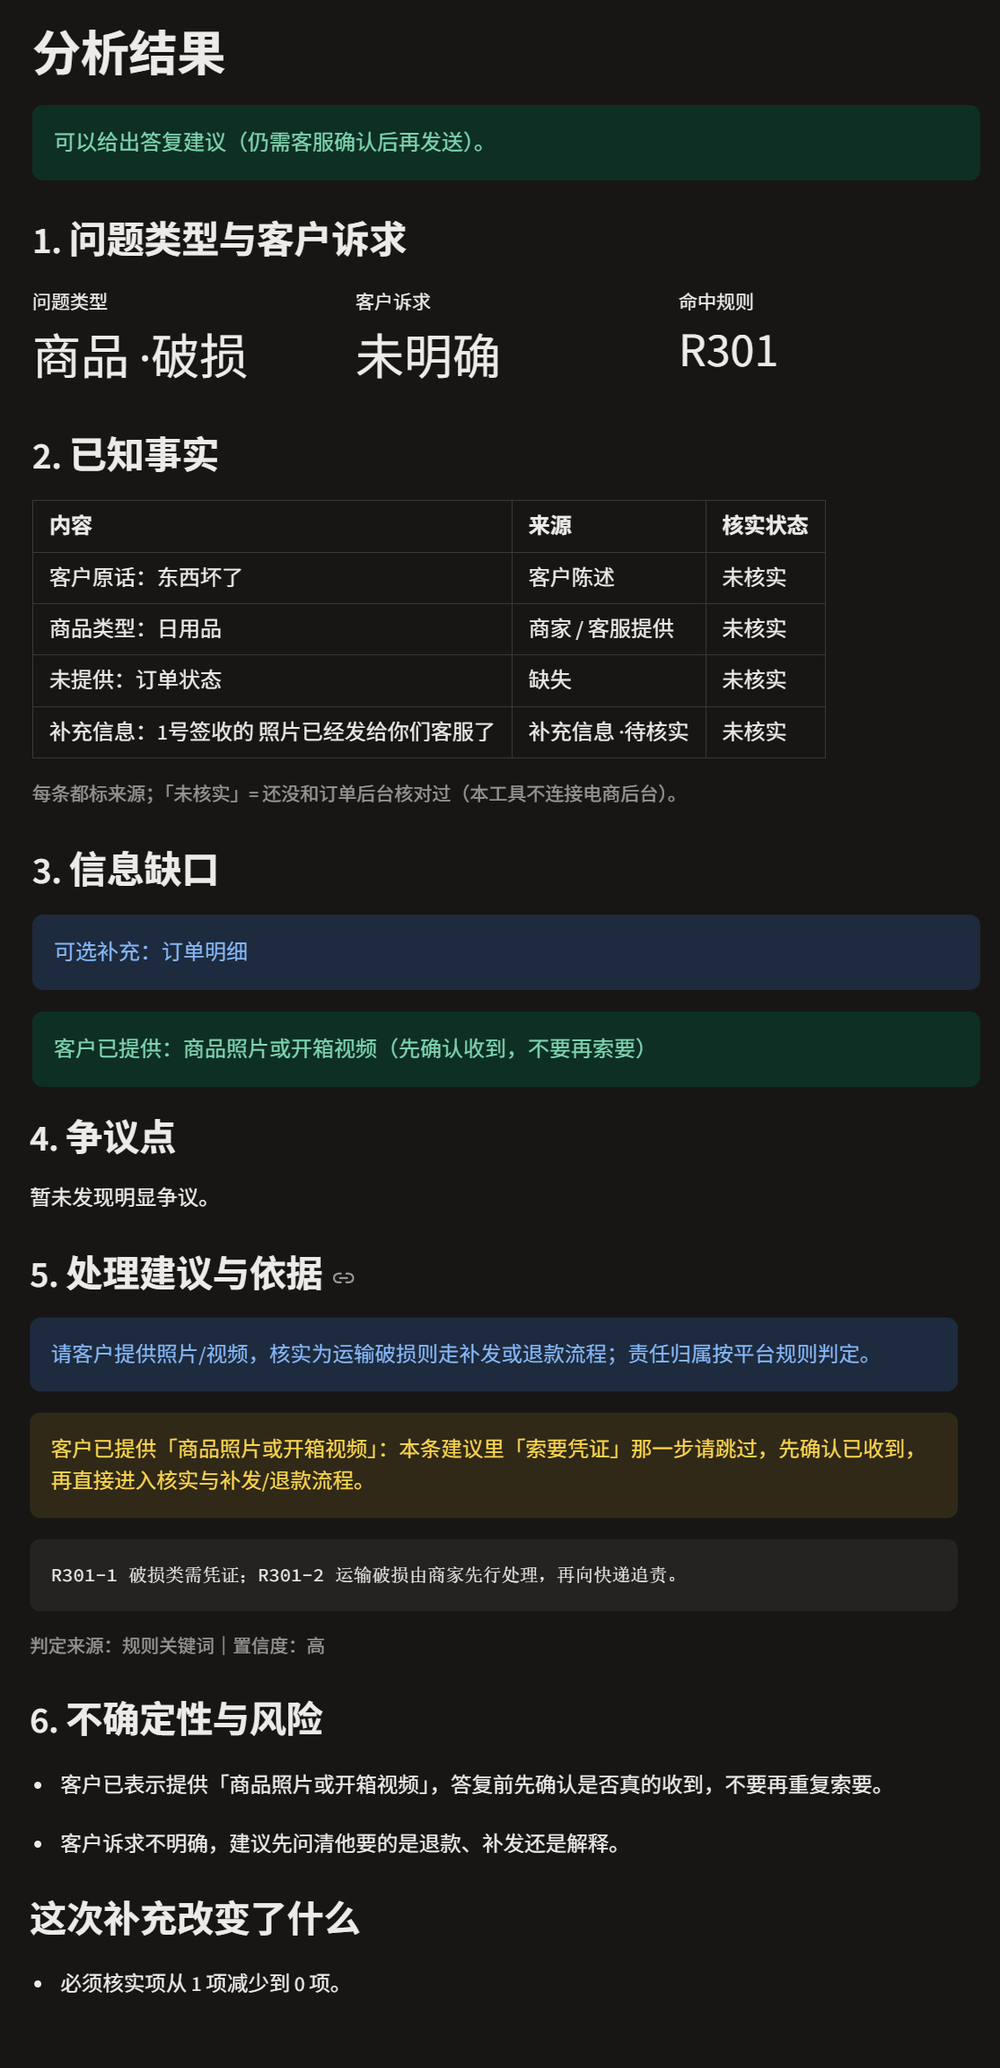 分析结果
可以给出答复建议（仍需客服确认后再发送）。
1. 问题类型与客户诉求
问题类型 客户诉求 命中规则
商品 ·破损 未明确 R301
2. 已知事实
内容 来源 核实状态
客户原话：东西坏了 客户陈述 未核实
商品类型：日用品 商家 / 客服提供 未核实
未提供：订单状态 缺失 未核实
补充信息：1号签收的 照片已经发给你们客服了 补充信息 ·待核实 未核实
每条都标来源；「未核实」= 还没和订单后台核对过（本工具不连接电商后台）。
3. 信息缺口
可选补充：订单明细
客户已提供：商品照片或开箱视频（先确认收到，不要再索要）
4. 争议点
暂未发现明显争议。
5. 处理建议与依据
请客户提供照片/视频，核实为运输破损则走补发或退款流程；责任归属按平台规则判定。
客户已提供「商品照片或开箱视频」：本条建议里「索要凭证」那一步请跳过，先确认已收到，
再直接进入核实与补发/退款流程。
R301-1 破损类需凭证；R301-2 运输破损由商家先行处理，再向快递追责。
判定来源：规则关键词｜置信度：高
6. 不确定性与风险
• 客户已表示提供「商品照片或开箱视频」，答复前先确认是否真的收到，不要再重复索要。
• 客户诉求不明确，建议先问清他要的是退款、补发还是解释。
这次补充改变了什么
• 必须核实项从 1 项减少到 0 项。